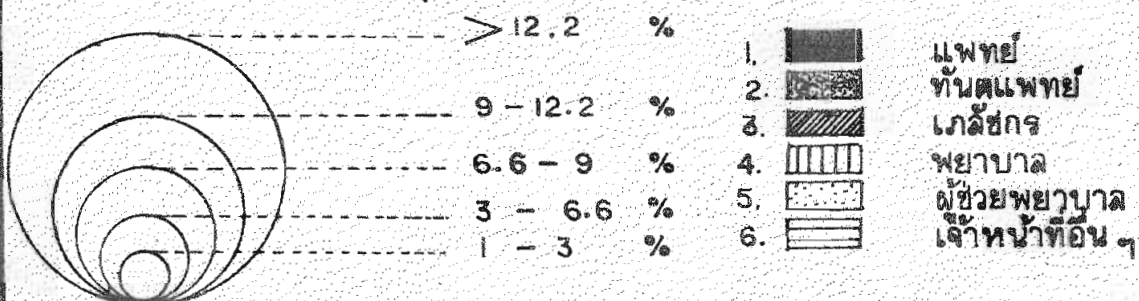 > 12.2 %
9 - 12.2 %
6.6 - 9 %
3 - 6.6 %
1 - 3 %
1. แพทย์
2. ทันตแพทย์
3. เภสัชกร
4. พยาบาล
5. ผู้ช่วยพยาบาล
6. เจ้าหน้าที่อื่น ๆ